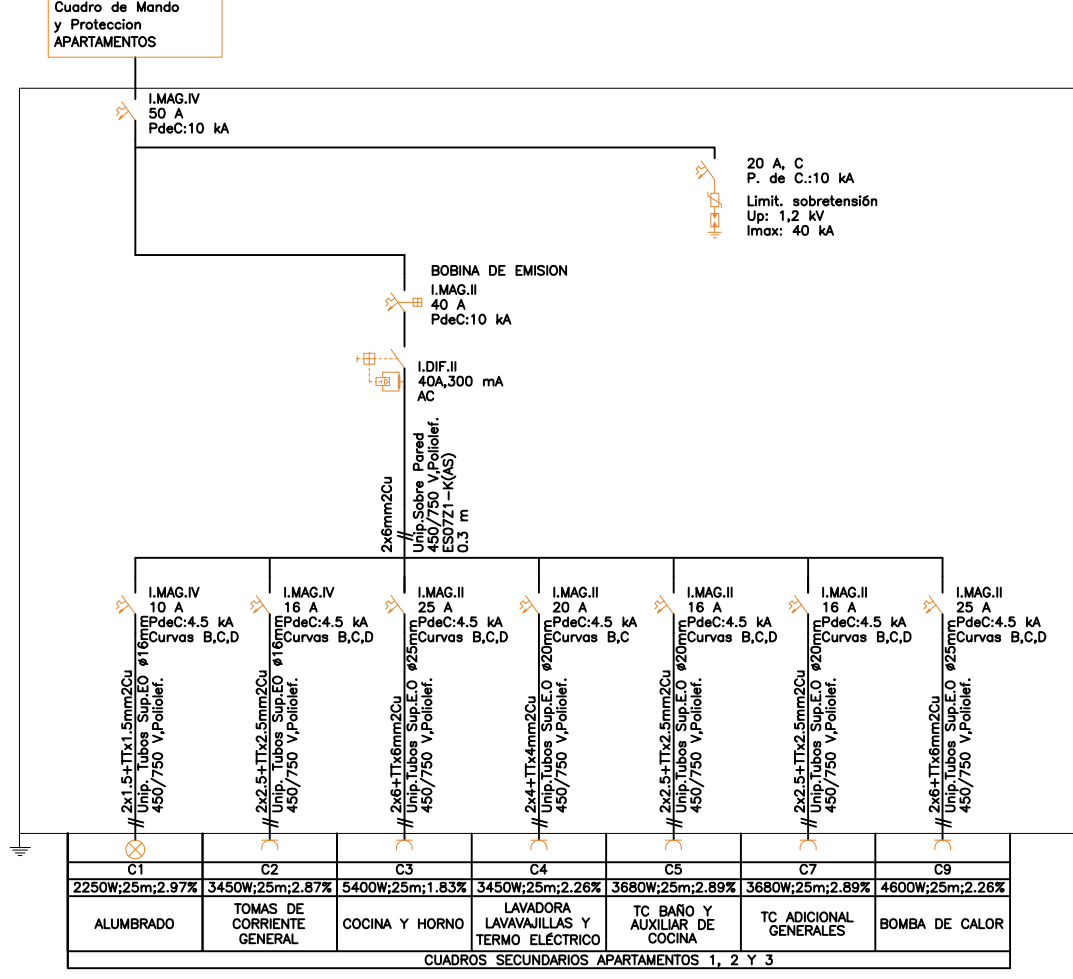 Cuadro de Mando
y Proteccion
APARTAMENTOS
I.MAG.IV
50 A
PdeC:10 kA
20 A, C
P. de C.:10 kA
Limit. sobretensión
Up: 1,2 kV
Imax: 40 kA
BOBINA DE EMISION
I.MAG.II
40 A
PdeC:10 kA
I.DIF.II
40A,300 mA
AC
2x6mm2Cu
Unip.Sobre Pared
450/750 V,Poliolef.
ES07Z1-K(AS)
0.3 m
I.MAG.IV
10 A
PdeC:4.5 kA
Curvas B,C,D
2x1.5+TTx1.5mm2Cu
Unip. Tubos Sup.EO ø16mm
450/750 V,Poliolef.
I.MAG.IV
16 A
PdeC:4.5 kA
Curvas B,C,D
2x2.5+TTx2.5mm2Cu
Unip. Tubos Sup.EO ø16mm
450/750 V,Poliolef.
I.MAG.II
25 A
PdeC:4.5 kA
Curvas B,C,D
2x6+TTx6mm2Cu
Unip.Tubos Sup.E.O ø25mm
450/750 V,Poliolef.
I.MAG.II
20 A
PdeC:4.5 kA
Curvas B,C
2x4+TTx4mm2Cu
Unip.Tubos Sup.E.O ø20mm
450/750 V,Poliolef.
I.MAG.II
16 A
PdeC:4.5 kA
Curvas B,C,D
2x2.5+TTx2.5mm2Cu
Unip.Tubos Sup.E.O ø20mm
450/750 V,Poliolef.
I.MAG.II
16 A
PdeC:4.5 kA
Curvas B,C,D
2x2.5+TTx2.5mm2Cu
Unip.Tubos Sup.E.O ø20mm
450/750 V,Poliolef.
I.MAG.II
25 A
PdeC:4.5 kA
Curvas B,C,D
2x6+TTx6mm2Cu
Unip.Tubos Sup.E.O ø25mm
450/750 V,Poliolef.
C1 C2 C3 C4 C5 C7 C9
2250W;25m;2.97% 3450W;25m;2.87% 5400W;25m;1.83% 3450W;25m;2.26% 3680W;25m;2.89% 3680W;25m;2.89% 4600W;25m;2.26%
ALUMBRADO
TOMAS DE
CORRIENTE
GENERAL
COCINA Y HORNO
LAVADORA
LAVAVAJILLAS Y
TERMO ELÉCTRICO
TC BAÑO Y
AUXILIAR DE
COCINA
TC ADICIONAL
GENERALES
BOMBA DE CALOR
CUADROS SECUNDARIOS APARTAMENTOS 1, 2 Y 3